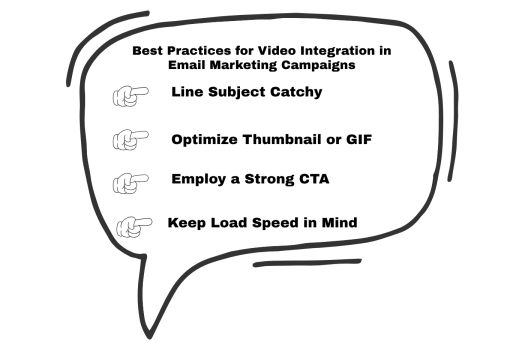 Best Practices for Video Integration in
Email Marketing Campaigns
Line Subject Catchy
Optimize Thumbnail or GIF
Employ a Strong CTA
Keep Load Speed in Mind